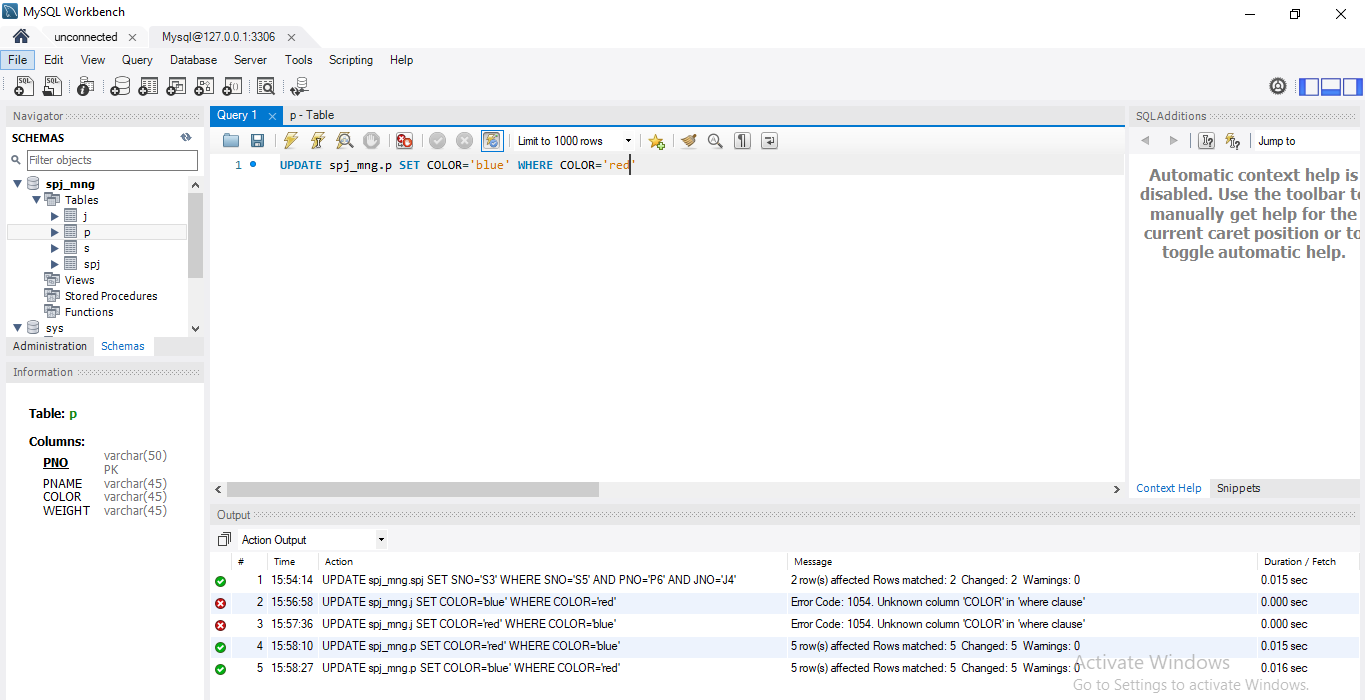 MySQL Workbench
unconnected
Mysql@127.0.0.1:3306
File Edit View Query Database Server Tools Scripting Help
Navigator
SCHEMAS
Filter objects
spj_mng
Tables
j
p
s
spj
Views
Stored Procedures
Functions
sys
Administration Schemas
Information
Table: p
Columns:
PNO varchar(50)
PK
PNAME varchar(45)
COLOR varchar(45)
WEIGHT varchar(45)
Query 1
p - Table
Limit to 1000 rows
1 UPDATE spj_mng.p SET COLOR='blue' WHERE COLOR='red'
SQLAdditions
Jump to
Automatic context help is
disabled. Use the toolbar to
manually get help for the
current caret position or to
toggle automatic help.
Context Help Snippets
Output
Action Output
# Time Action Message Duration / Fetch
1 15:54:14 UPDATE spj_mng.spj SET SNO='S3' WHERE SNO='S5' AND PNO='P6' AND JNO='J4' 2 row(s) affected Rows matched: 2 Changed: 2 Warnings: 0 0.015 sec
2 15:56:58 UPDATE spj_mng.j SET COLOR='blue' WHERE COLOR='red' Error Code: 1054. Unknown column 'COLOR' in 'where clause' 0.000 sec
3 15:57:36 UPDATE spj_mng.j SET COLOR='red' WHERE COLOR='blue' Error Code: 1054. Unknown column 'COLOR' in 'where clause' 0.000 sec
4 15:58:10 UPDATE spj_mng.p SET COLOR='red' WHERE COLOR='blue' 5 row(s) affected Rows matched: 5 Changed: 5 Warnings: 0 0.015 sec
5 15:58:27 UPDATE spj_mng.p SET COLOR='blue' WHERE COLOR='red' 5 row(s) affected Rows matched: 5 Changed: 5 Warnings: 0 0.016 sec
Activate Windows
Go to Settings to activate Windows.